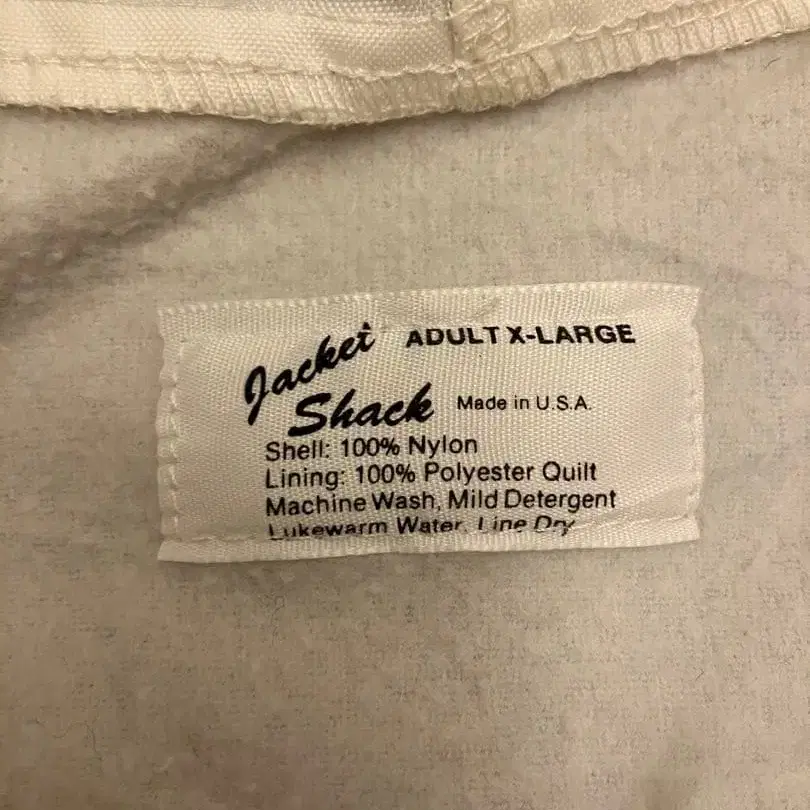 Jacket ADULT X-LARGE
Shack Made in U.S.A.
Shell: 100% Nylon
Lining: 100% Polyester Quilt
Machine Wash, Mild Detergent
Lukewarm Water, Line Dry